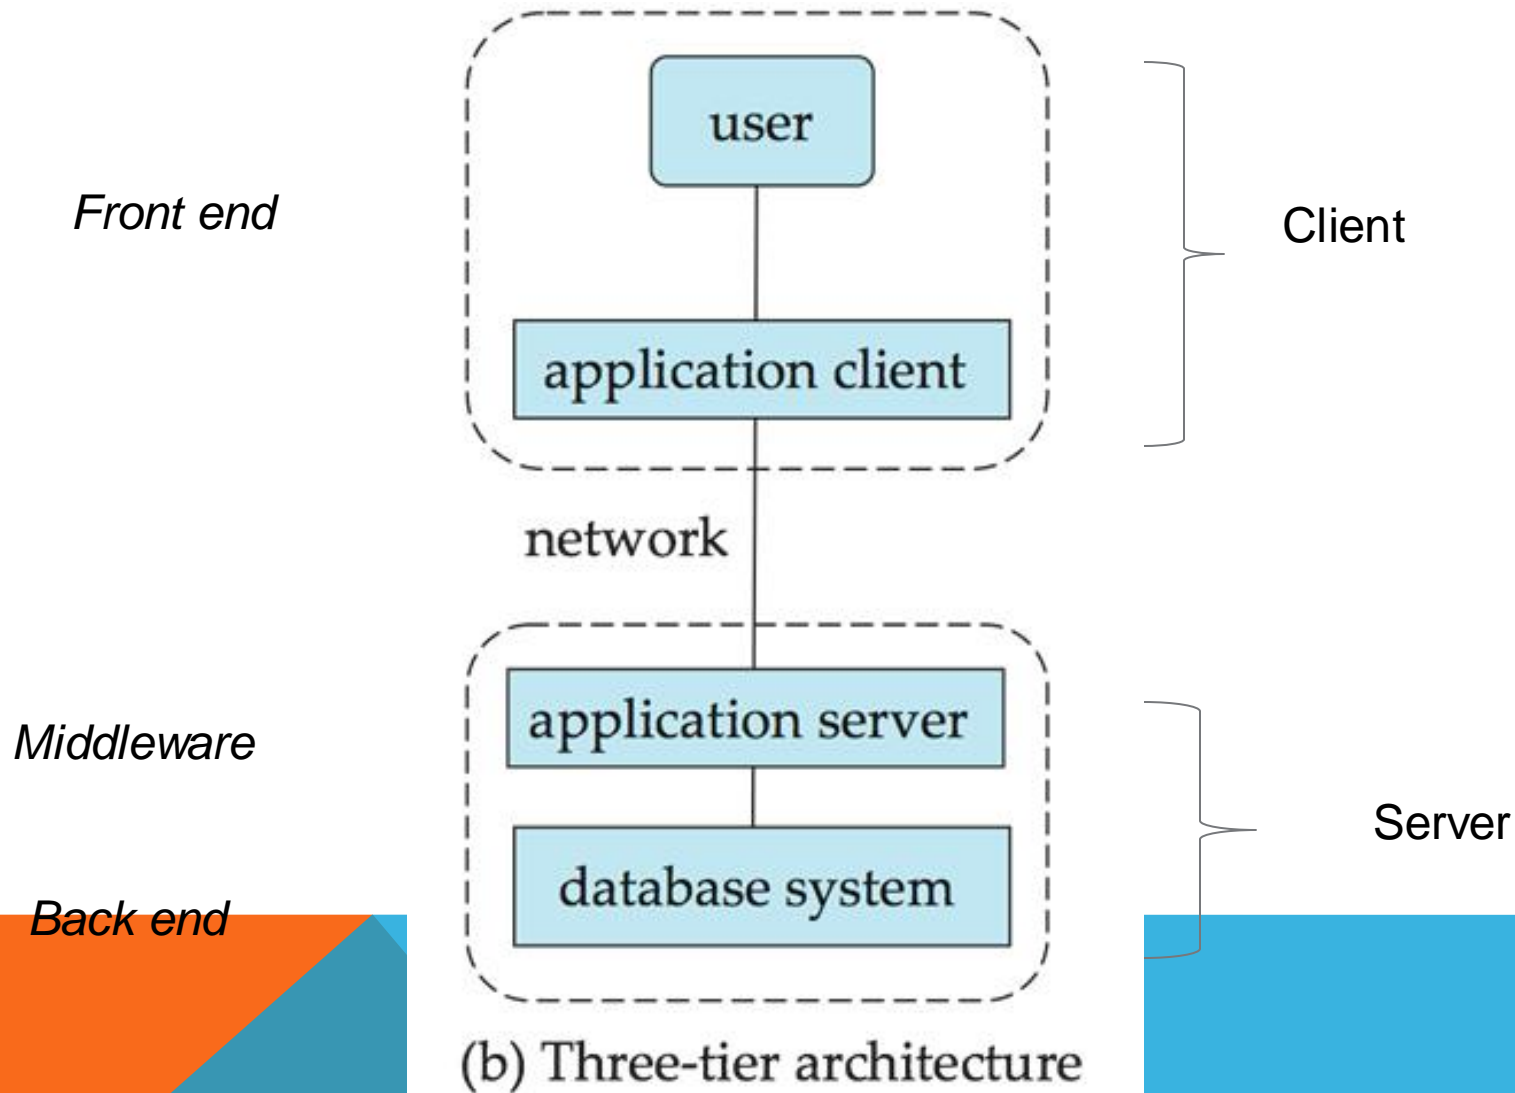 user
Front end
Client
application client
network
application server
Middleware
Server
database system
Back end
(b) Three-tier architecture